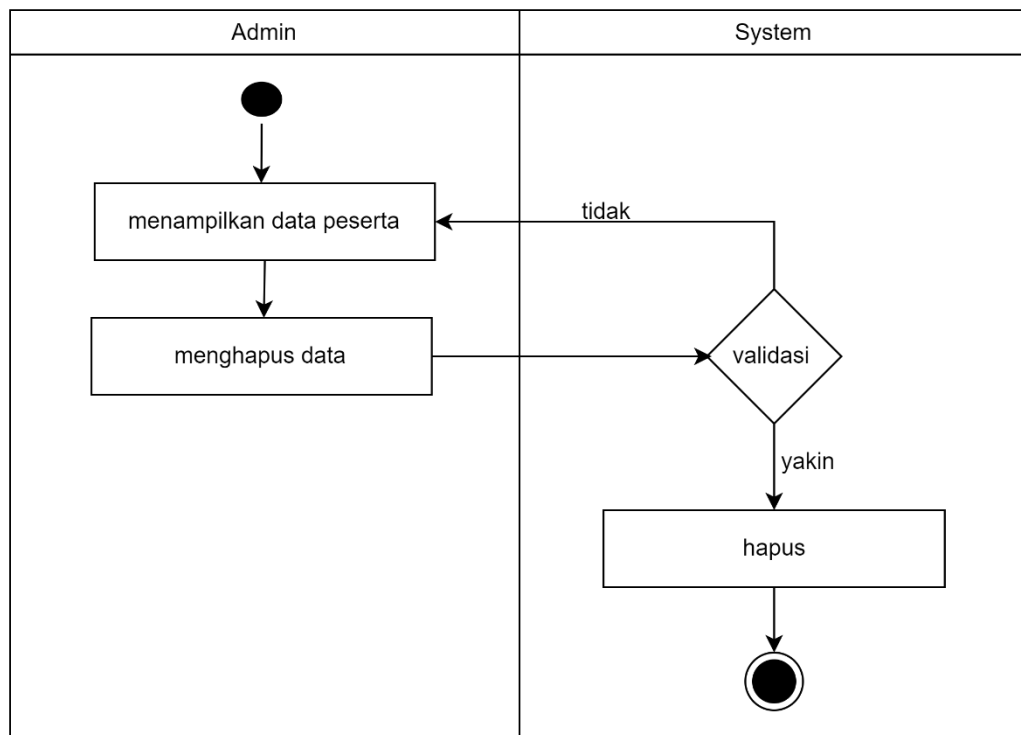 Admin
System
menampilkan data peserta
tidak
menghapus data
validasi
yakin
hapus